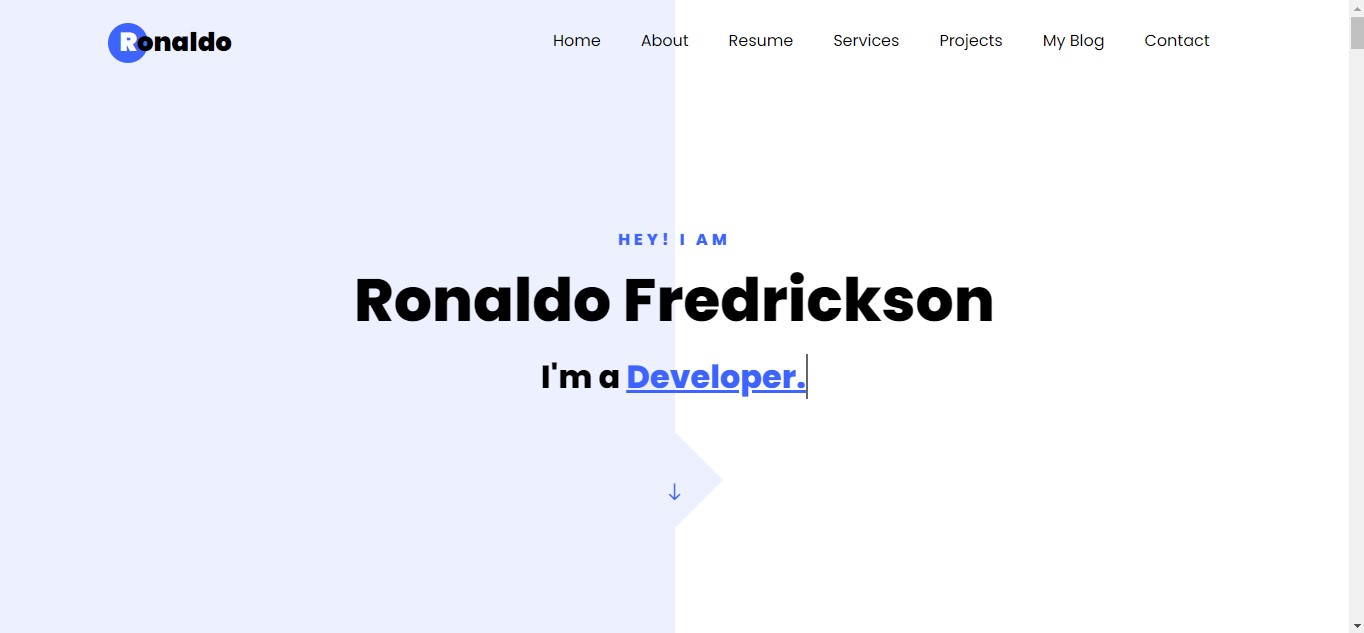 Ronaldo
Home About Resume Services Projects My Blog Contact
HEY! I AM
Ronaldo Fredrickson
I'm a Developer.